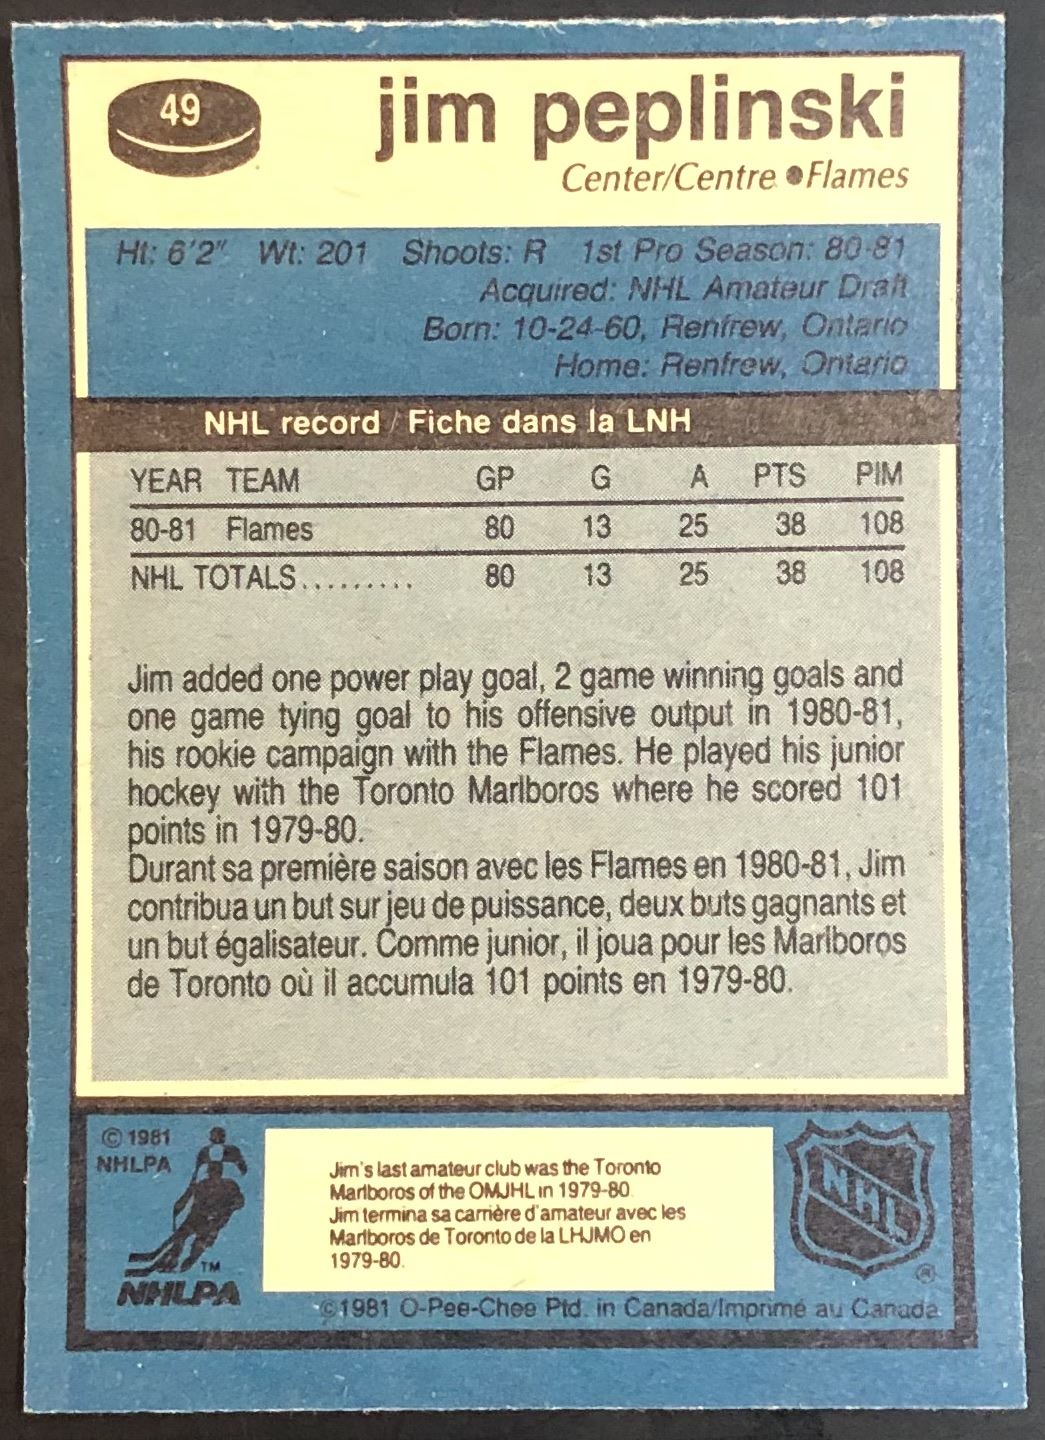 49
jim peplinski
Center/Centre ●Flames
Ht: 6'2" Wt: 201 Shoots: R 1st Pro Season: 80-81
Acquired: NHL Amateur Draft
Born: 10-24-60, Renfrew, Ontario
Home: Renfrew, Ontario
NHL record / Fiche dans la LNH
YEAR TEAM GP G A PTS PIM
80-81 Flames 80 13 25 38 108
NHL TOTALS......... 80 13 25 38 108
Jim added one power play goal, 2 game winning goals and
one game tying goal to his offensive output in 1980-81,
his rookie campaign with the Flames. He played his junior
hockey with the Toronto Marlboros where he scored 101
points in 1979-80.
Durant sa première saison avec les Flames en 1980-81, Jim
contribua un but sur jeu de puissance, deux buts gagnants et
un but égalisateur. Comme junior, il joua pour les Marlboros
de Toronto où il accumula 101 points en 1979-80.
© 1981
NHLPA
TM
NHLPA
Jim's last amateur club was the Toronto
Marlboros of the OMJHL in 1979-80.
Jim termina sa carrière d'amateur avec les
Marlboros de Toronto de la LHJMO en
1979-80.
NHL
®
©1981 O-Pee-Chee Ptd. in Canada/Imprimé au Canada